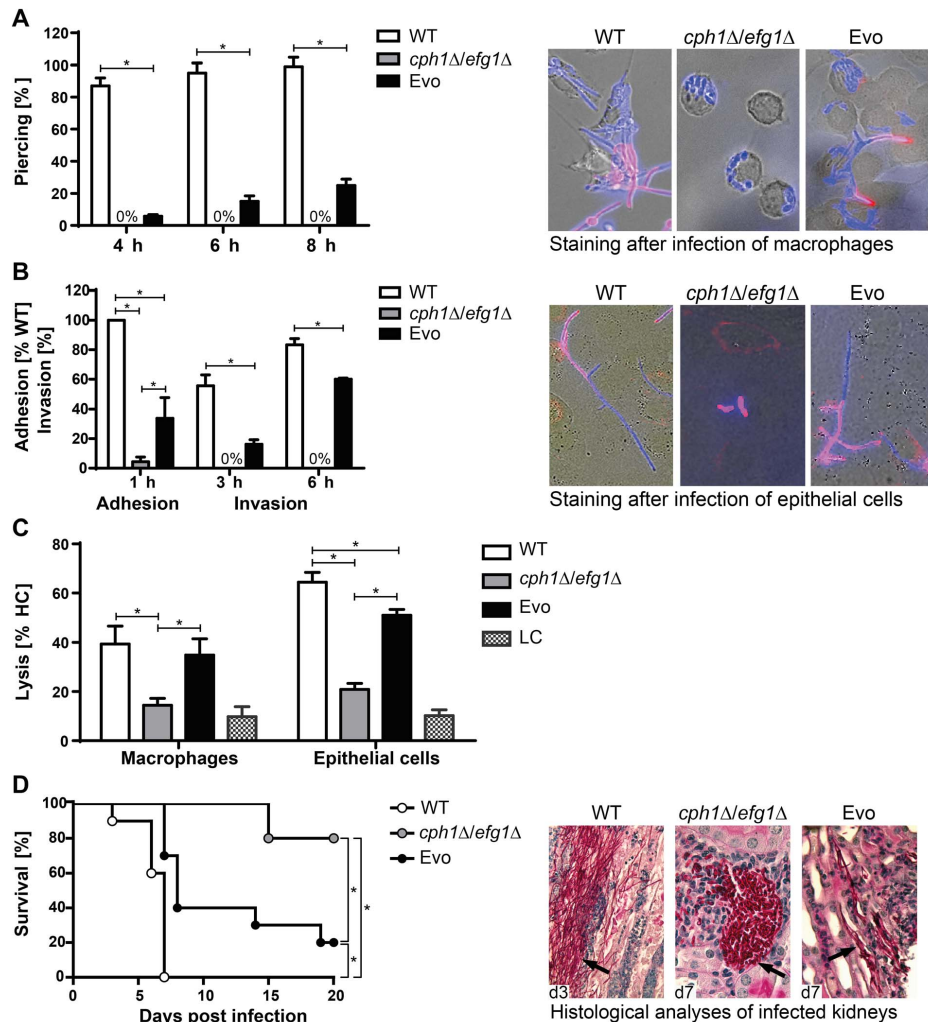 A
Piercing [%]
120
100
80
60
40
20
0
0%
0%
0%
4 h
6 h
8 h
*
*
*
WT
cph1Δ/efg1Δ
Evo
WT
cph1Δ/efg1Δ
Evo
Staining after infection of macrophages
B
Adhesion [% WT]
Invasion [%]
120
100
80
60
40
20
0
*
*
*
*
*
0%
0%
1 h
3 h
6 h
Adhesion
Invasion
WT
cph1Δ/efg1Δ
Evo
WT
cph1Δ/efg1Δ
Evo
Staining after infection of epithelial cells
C
Lysis [% HC]
80
60
40
20
0
*
*
*
*
*
Macrophages
Epithelial cells
WT
cph1Δ/efg1Δ
Evo
LC
D
Survival [%]
100
80
60
40
20
0
0
5
10
15
20
Days post infection
*
*
*
WT
cph1Δ/efg1Δ
Evo
WT
cph1Δ/efg1Δ
Evo
d3
d7
d7
Histological analyses of infected kidneys